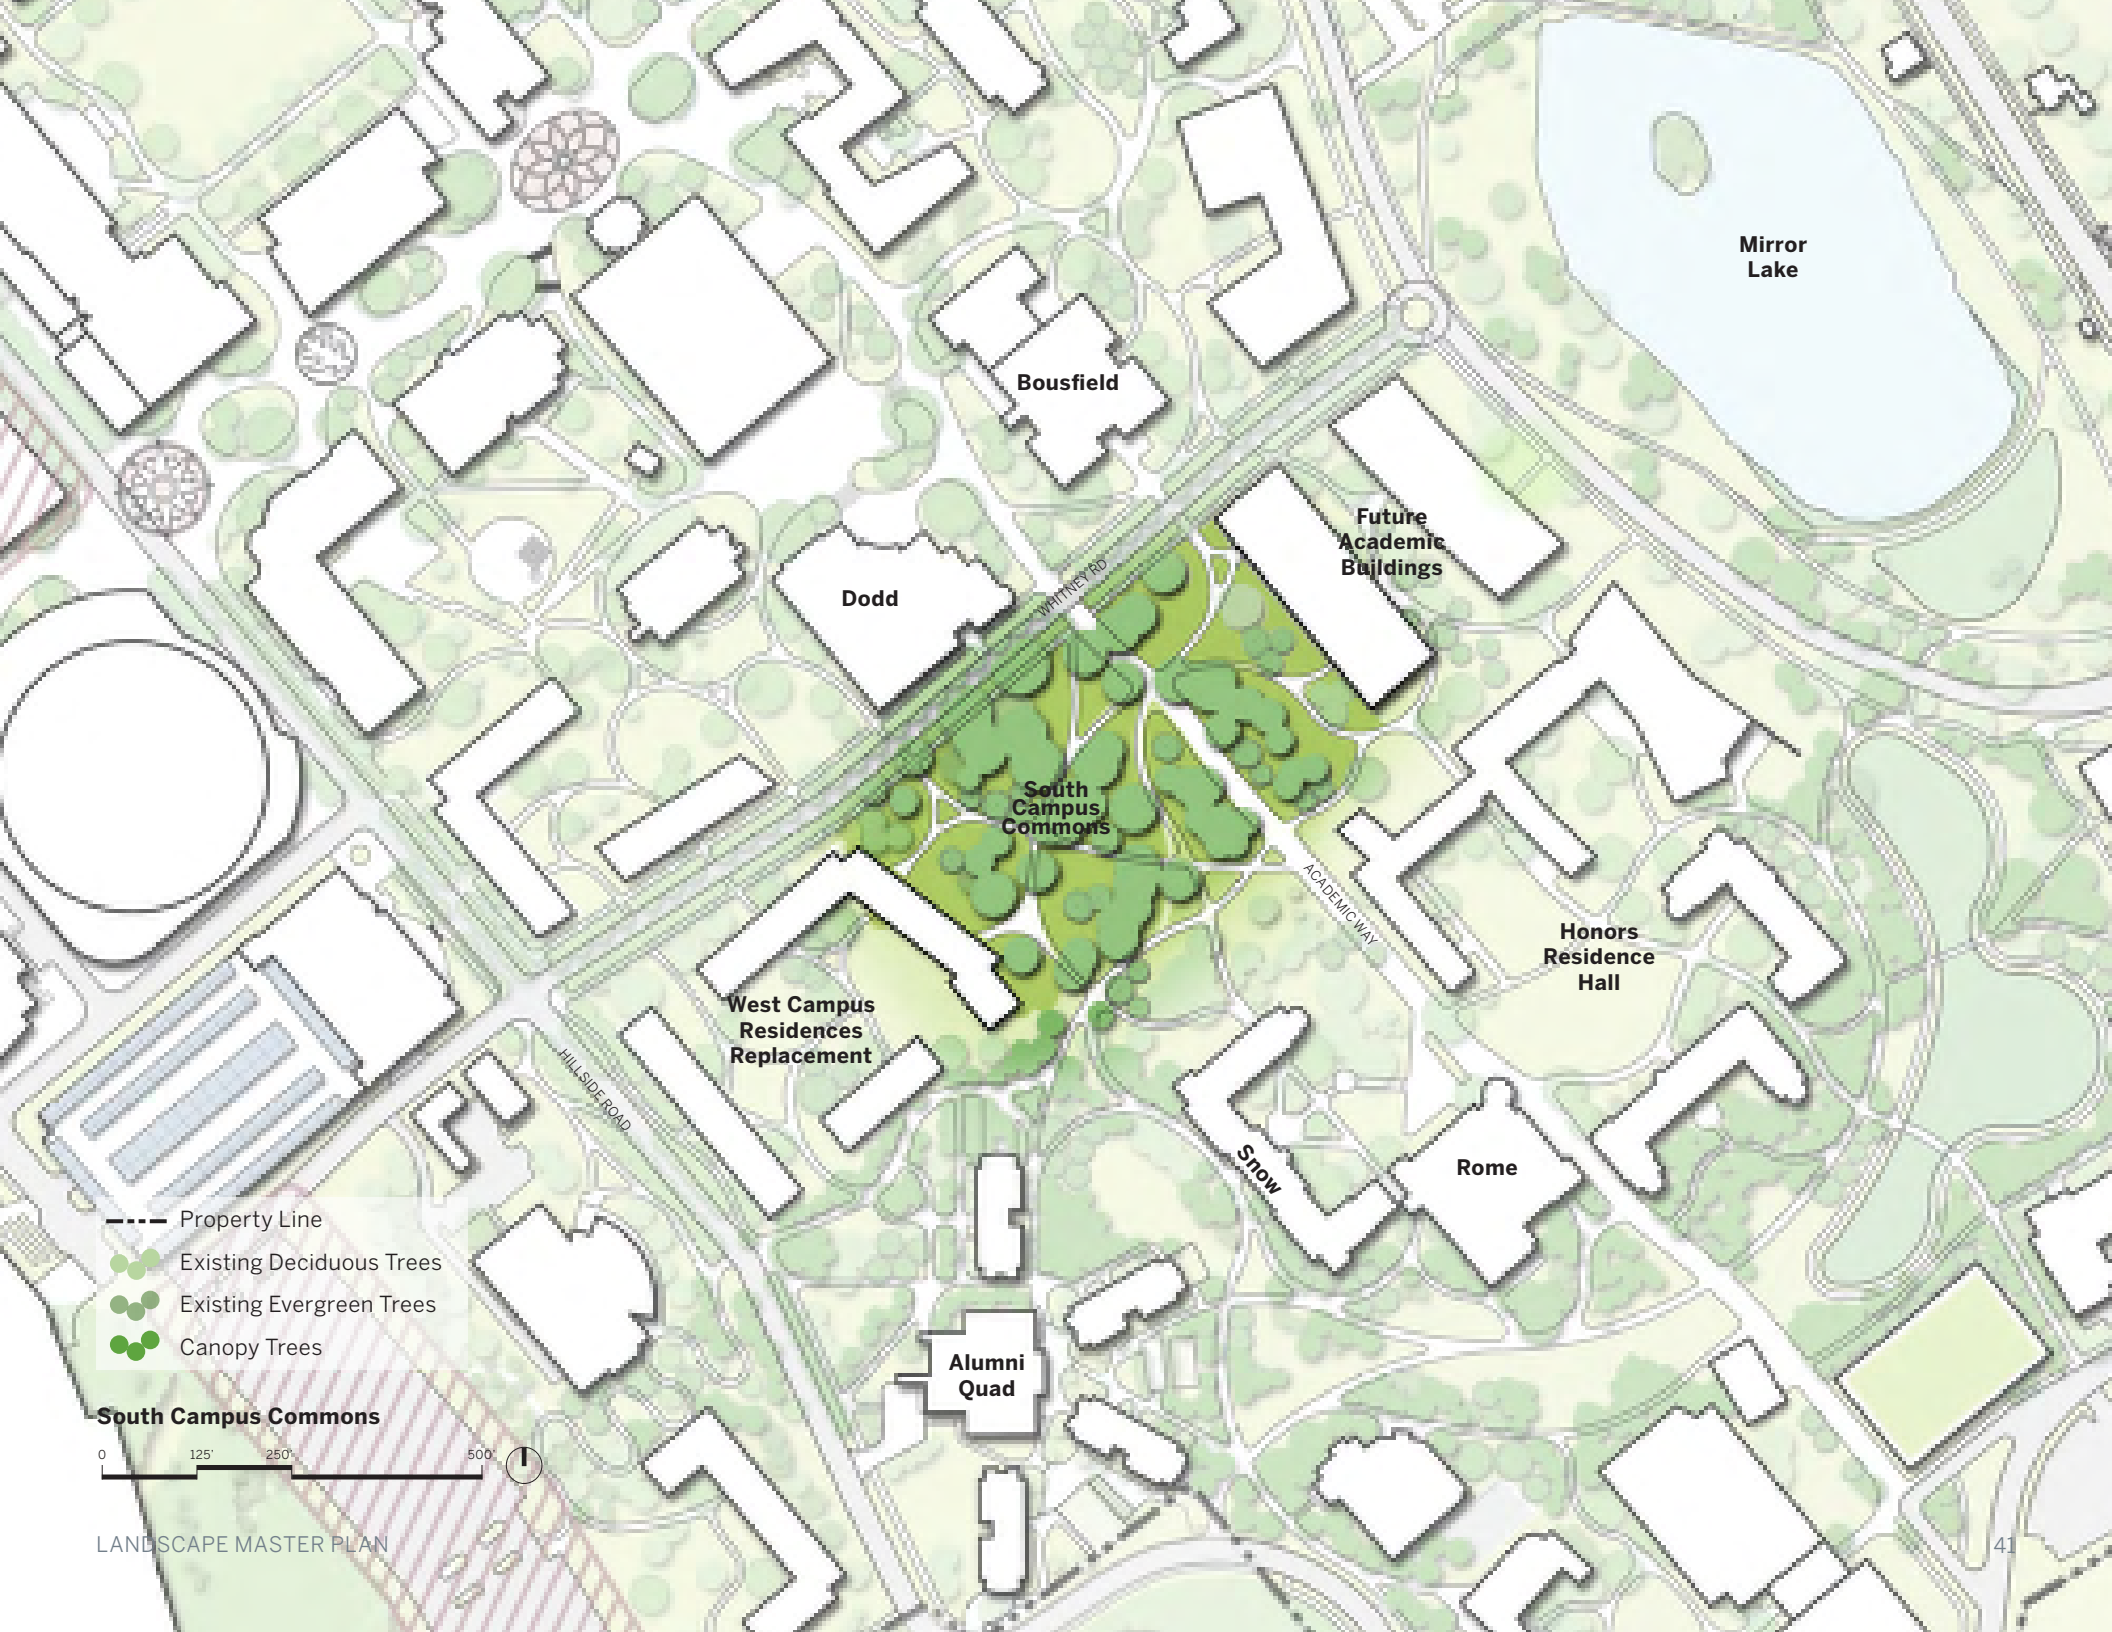 Mirror
Lake
Bousfield
Future
Academic
Buildings
WHITNEY RD
Dodd
South
Campus
Commons
ACADEMIC WAY
Honors
Residence
Hall
West Campus
Residences
Replacement
HILLSIDE ROAD
Snow
Rome
Alumni
Quad
Property Line
Existing Deciduous Trees
Existing Evergreen Trees
Canopy Trees
South Campus Commons
0 125' 250' 500'
LANDSCAPE MASTER PLAN
41